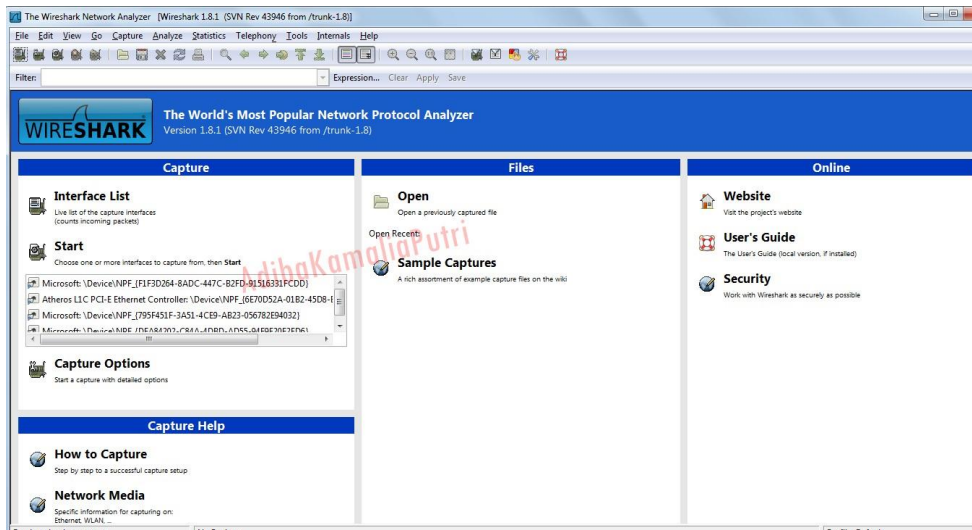 The Wireshark Network Analyzer [Wireshark 1.8.1 (SVN Rev 43946 from /trunk-1.8)]
File Edit View Go Capture Analyze Statistics Telephony Tools Internals Help
Filter: Expression... Clear Apply Save
WIRESHARK
The World's Most Popular Network Protocol Analyzer
Version 1.8.1 (SVN Rev 43946 from /trunk-1.8)
Capture
Interface List
Live list of the capture interfaces
(counts incoming packets)
Start
Choose one or more interfaces to capture from, then Start
Microsoft: \Device\NPF_{F1F3D264-8ADC-447C-B2FD-91516331FCDD}
Atheros L1C PCI-E Ethernet Controller: \Device\NPF_{6E70D52A-01B2-45D8-E
Microsoft: \Device\NPF_{795F451F-3A51-4CE9-AB23-056782E94032}
Microsoft: \Device\NPF_
Capture Options
Start a capture with detailed options
Capture Help
How to Capture
Step by step to a successful capture setup
Network Media
Specific information for capturing on:
Ethernet, WLAN, ...
Files
Open
Open a previously captured file
Open Recent:
Sample Captures
A rich assortment of example capture files on the wiki
AdibaKamaliaPutri
Online
Website
Visit the project's website
User's Guide
The User's Guide (local version, if installed)
Security
Work with Wireshark as securely as possible